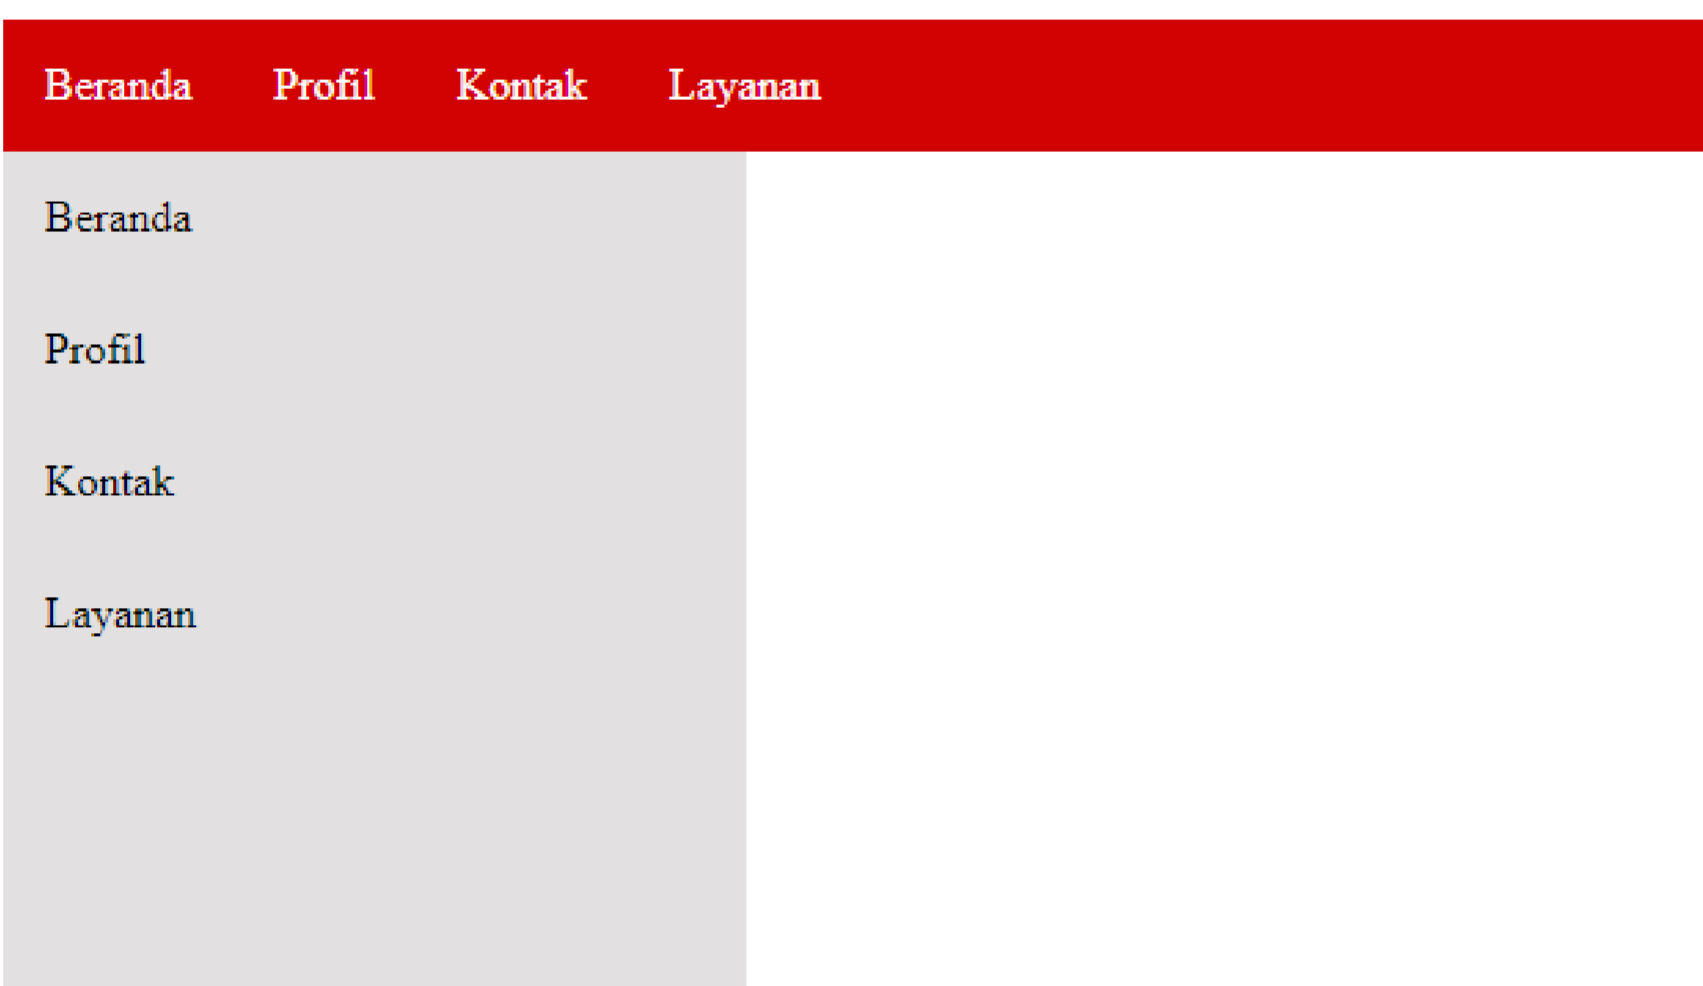 Beranda Profil Kontak Layanan
Beranda
Profil
Kontak
Layanan